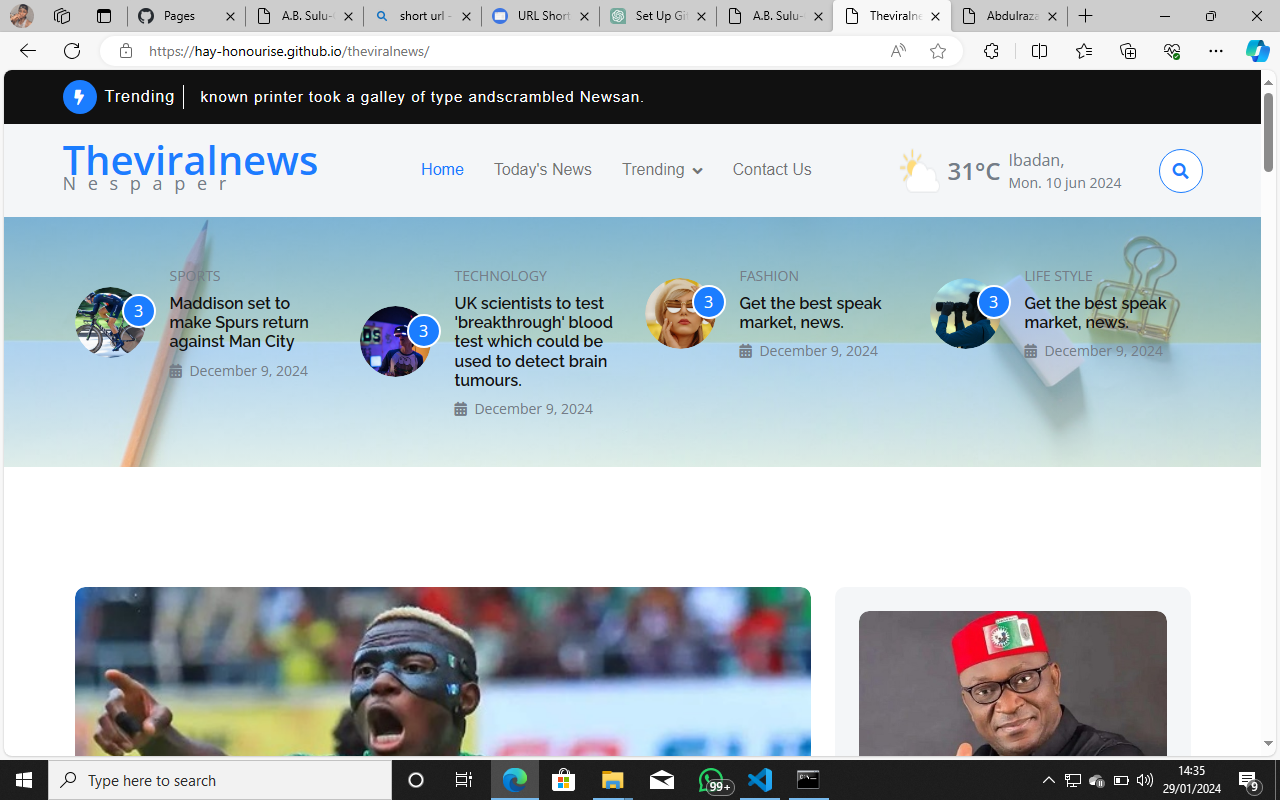 Pages
A.B. Sulu-
short url -
URL Short
Set Up Git
A.B. Sulu-
Theviralne
Abdulraza
https://hay-honourise.github.io/theviralnews/
Trending
known printer took a galley of type andscrambled Newsan.
Theviralnews
Nespaper
Home
Today's News
Trending
Contact Us
31°C
Ibadan,
Mon. 10 jun 2024
SPORTS
3
Maddison set to
make Spurs return
against Man City
December 9, 2024
TECHNOLOGY
3
UK scientists to test
'breakthrough' blood
test which could be
used to detect brain
tumours.
December 9, 2024
FASHION
3
Get the best speak
market, news.
December 9, 2024
LIFE STYLE
3
Get the best speak
market, news.
December 9, 2024
Type here to search
99+
14:35
29/01/2024
9